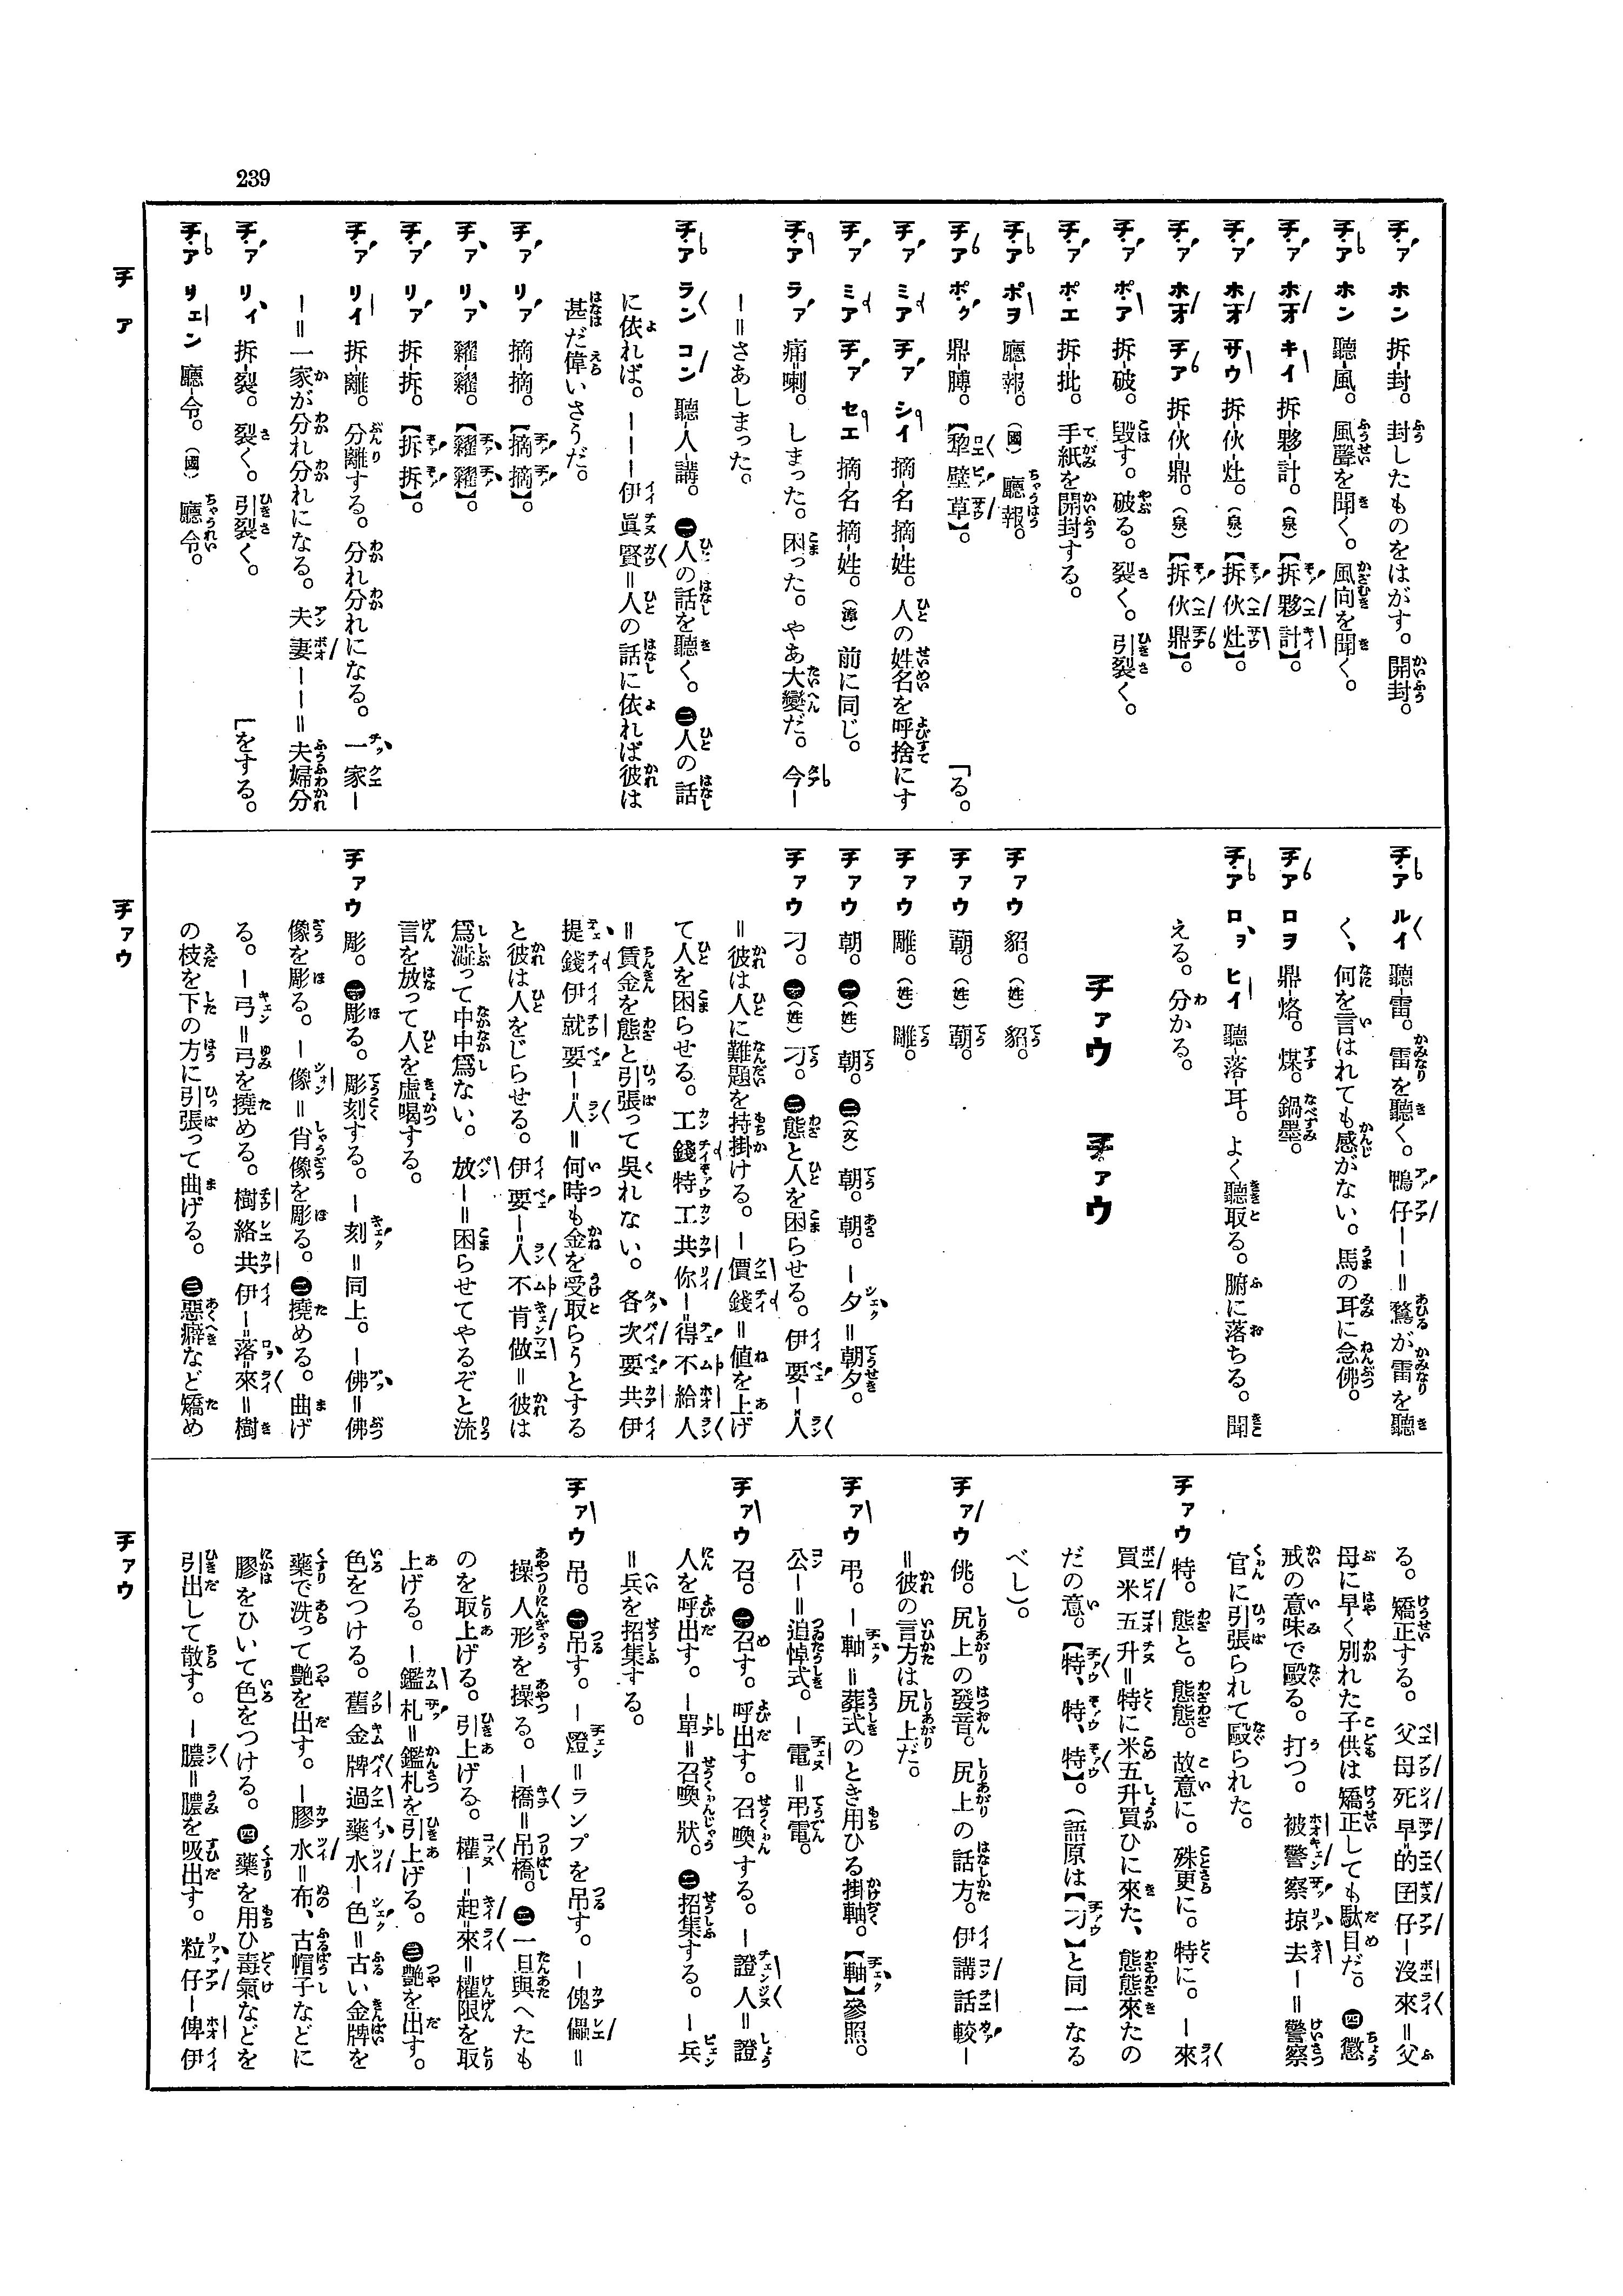 239
チァ ホン 拆-封。封したものをはがす。開封。
チァ ホン 聽-風。風聲を聞く。風向を聞く。
チァ ホオ キイ 拆-夥-計。(泉)【拆夥計】。
チァ ホオ サウ 拆-伙-灶。(泉)【拆伙灶】。
チァ ホオ チア 拆-伙-鼎。(泉)【拆伙鼎】。
チァ ポア 拆-破。毀す。破る。裂く。引裂く。
チァ ポエ 拆-批。手紙を開封する。
チア ポヲ 廳-報。(國)廳報。
チア ポク 鼎-䏢。【犂壁草】。
チァ ミア チァ シイ 摘-名 摘-姓。人の姓名を呼捨にす「る。
チァ ミア チァ セエ 摘-名 摘-姓。(漳)前に同じ。
チア ラァ 痛=喇。しまった。困った。やあ大變だ。今ー
ー=さあしまった。
チア ラン コン 聽-人-講。㊀人の話を聽く。㊁人の話
に依れば。ーーー伊眞賢=人の話に依れば彼は
甚だ偉いさうだ。
チァ リァ 摘-摘。【摘摘】。
チァ リァ 糶-糶。【糶糶】。
チァ リァ 拆-拆。【拆拆】。
チァ リイ 拆-離。分離する。分れ分れになる。一家ー
ー=一家が分れ分れになる。夫妻ーー=夫婦分
チァ リィ 拆-裂。裂く。引裂く。「をする。
チア リェン 廳-令。(國)廳令。
チア ルイ 聽-雷。雷を聽く。鴨仔ーー=鶩が雷を聽
く、何を言はれても感がない。馬の耳に念佛。
チア ロヲ 鼎-烙。煤。鍋墨。
チア ロヲ ヒイ 聽-落-耳。よく聽取る。腑に落ちる。聞
える。分かる。
チァウ チァウ
チァウ 貂。(姓)貂。
チァウ 蓢。(姓)蓢。
チァウ 雕。(姓)雕。
チァウ 朝。㊀(姓)朝。㊁(文)朝。朝。ー夕=朝夕。
チァウ 刁。㊀(姓)刁。㊁態と人を困らせる。伊要ー人
=彼は人に難題を持掛ける。ー價錢=値を上げ
て人を困らせる。工錢特工共你ー得不給人
=賃金を態と引張って吳れない。各次要共伊
提錢伊就要ー人=何時も金を受取らうとする
と彼は人をじらせる。伊要ー人不肯做=彼は
爲澁って中中爲ない。放ー=困らせてやるぞと流
言を放って人を虛喝する。
チァウ 彫。㊀彫る。彫刻する。ー刻=同上。ー佛=佛
像を彫る。ー像=肖像を彫る。㊁撓める。曲げ
る。ー弓=弓を撓める。樹絡共伊ー落來=樹
の枝を下の方に引張って曲げる。㊂惡癖など矯め
る。矯正する。父母死早的囝仔ー沒來=父
母に早く別れた子供は矯正しても駄目だ。㊃懲
戒の意味で毆る。打つ。被警察掠去ー=警察
官に引張られて毆られた。
チァウ 特。態と。態態。故意に。殊更に。特に。ー來
買米五升=特に米五升買ひに來た、態態來たの
だの意。【特、特、特】。(語原は【刁】と同一なる
べし)。
チァウ 佻。尻上の發音。尻上の話方。伊講話較ー
=彼の言方は尻上だ。
チァウ 弔。ー軸=葬式のとき用ひる掛軸。【軸】參照。
公ー=追悼式。ー電=弔電。
チァウ 召。㊀召す。呼出す。召喚する。ー證人=證
人を呼出す。ー單=召喚狀。㊁招集する。ー兵
=兵を招集する。
チァウ 吊。㊀吊す。ー燈=ランプを吊す。ー傀儡=
操人形を操る。ー橋=吊橋。㊁一旦與へたも
のを取上げる。引上げる。權ー起來=權限を取
上げる。ー鑑札=鑑札を引上げる。㊂艷を出す。
色をつける。舊金牌過藥水ー色=古い金牌を
藥で洗って艷を出す。ー膠水=布、古帽子などに
膠をひいて色をつける。㊃藥を用ひ毒氣などを
引出して散す。ー膿=膿を吸出す。粒仔ー俾伊
チア
チァウ
チァウ